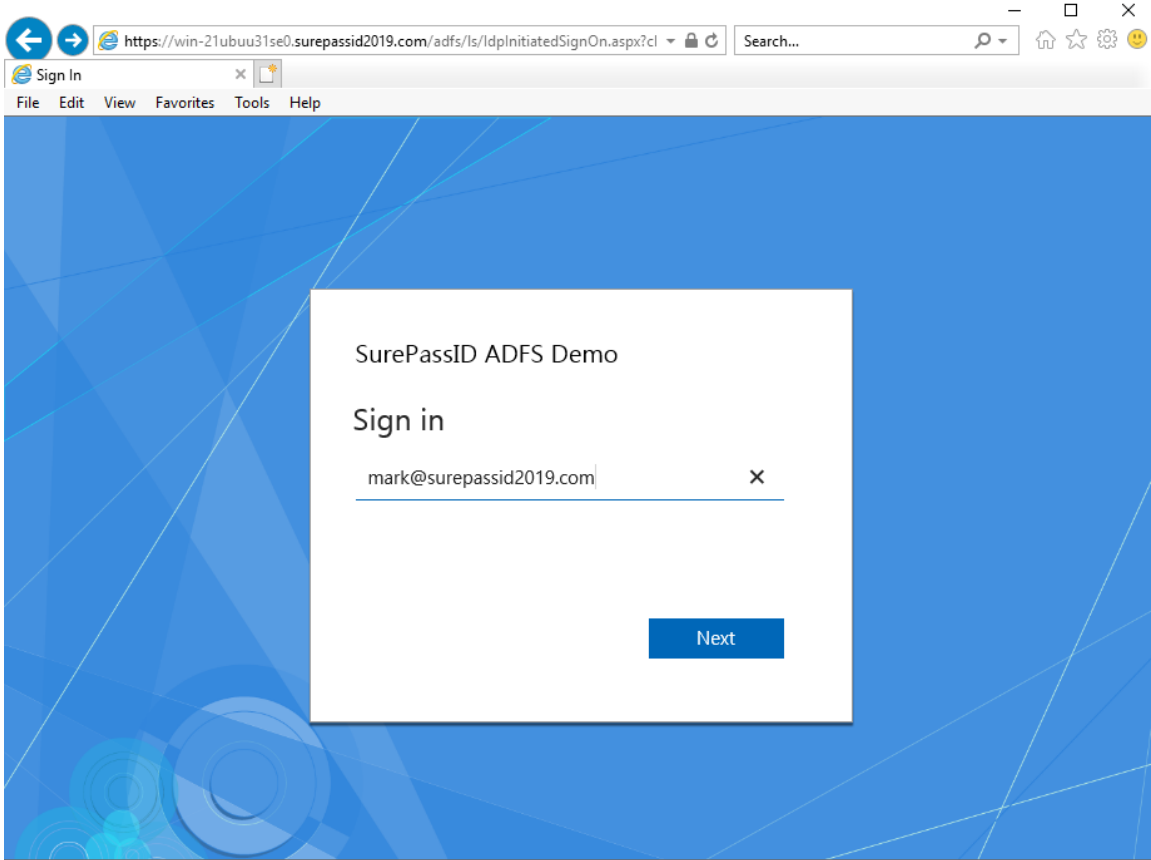 https://win-21ubuu31se0.surepassid2019.com/adfs/ls/IdpInitiatedSignOn.aspx?cl
Search...
Sign In
File Edit View Favorites Tools Help
SurePassID ADFS Demo
Sign in
mark@surepassid2019.com
Next